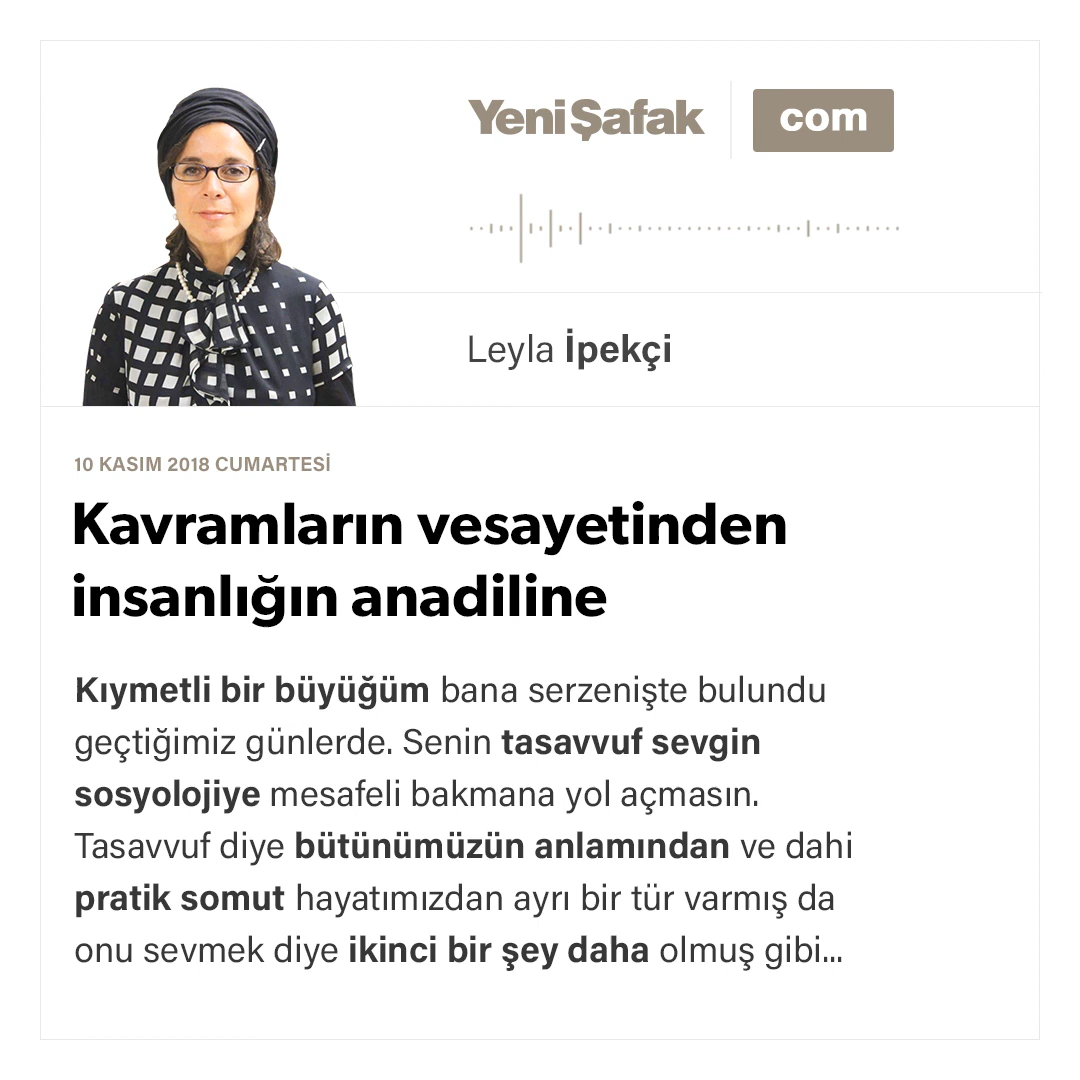 YeniŞafak com
Leyla İpekçi
10 KASIM 2018 CUMARTESİ
Kavramların vesayetinden
insanlığın anadiline
Kıymetli bir büyüğüm bana serzenişte bulundu
geçtiğimiz günlerde. Senin tasavvuf sevgin
sosyolojiye mesafeli bakmana yol açmasın.
Tasavvuf diye bütünümüzün anlamından ve dahi
pratik somut hayatımızdan ayrı bir tür varmış da
onu sevmek diye ikinci bir şey daha olmuş gibi...